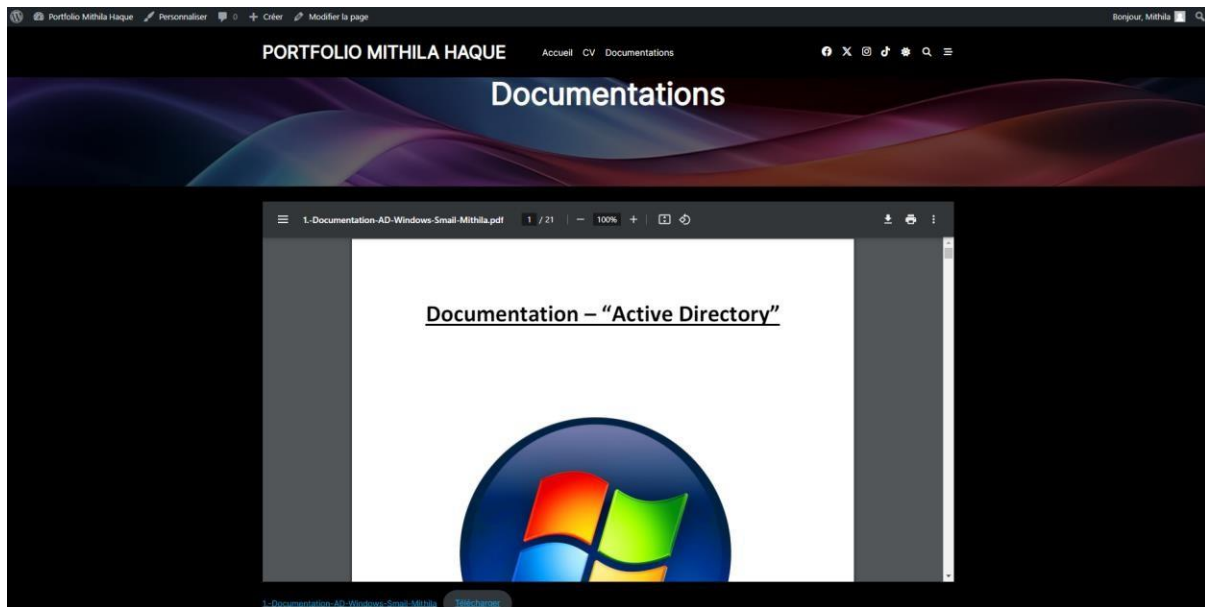 Portfolio Mithila Haque Personnaliser 0 Créer Modifier la page Bonjour, Mithila
PORTFOLIO MITHILA HAQUE Accueil CV Documentations
Documentations
1.-Documentation-AD-Windows-Smail-Mithila.pdf 1 / 21 100%
Documentation – “Active Directory”
1.-Documentation-AD-Windows-Smail-Mithila Télécharger